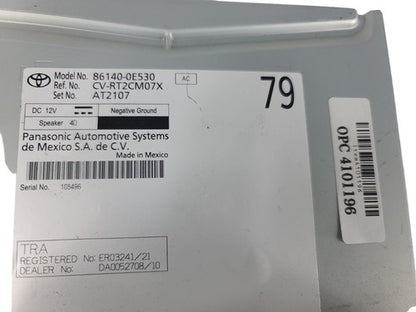 Model No. 86140-0E530
Ref. No. CV-RT2CM07X
Set No. AT2107
AC
79
DC 12V
Negative Ground
Speaker 4Ω
Panasonic Automotive Systems
de Mexico S.A. de C.V.
Made in Mexico
Serial No. 105496
TRA
REGISTERED No: ER03241/21
DEALER No: DA0052708/10
OPC 4101196